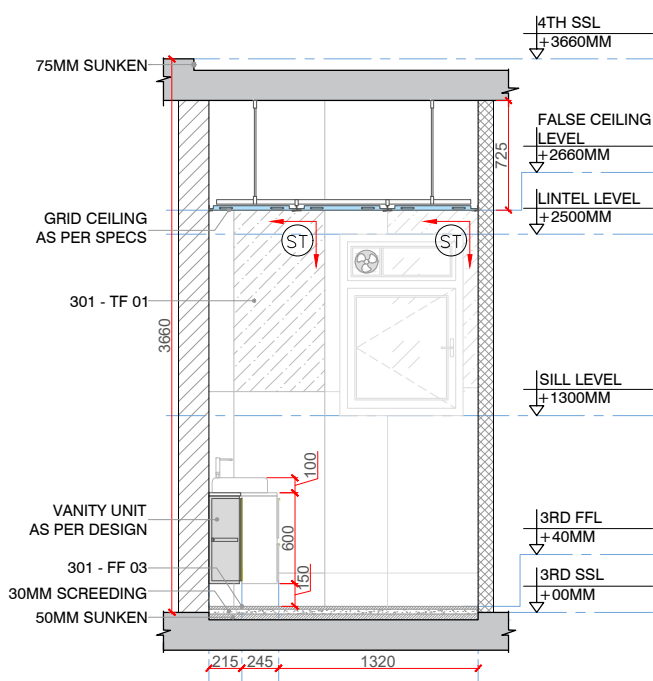 4TH SSL
+3660MM
75MM SUNKEN
FALSE CEILING
LEVEL
+2660MM
725
LINTEL LEVEL
+2500MM
GRID CEILING
AS PER SPECS
ST
ST
301 - TF 01
3660
SILL LEVEL
+1300MM
100
VANITY UNIT
AS PER DESIGN
600
3RD FFL
+40MM
301 - FF 03
150
3RD SSL
+00MM
30MM SCREEDING
50MM SUNKEN
215
245
1320